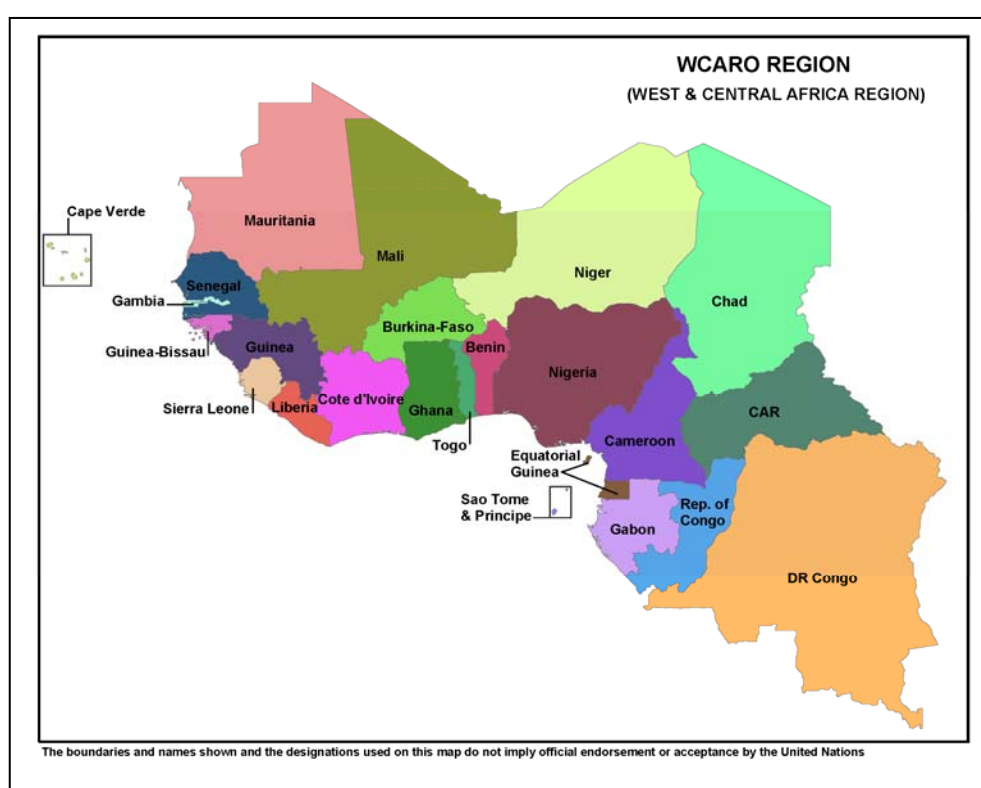 WCARO REGION
(WEST & CENTRAL AFRICA REGION)
Cape Verde
Mauritania
Mali
Niger
Chad
Senegal
Gambia
Burkina-Faso
Guinea-Bissau
Guinea
Benin
Nigeria
Sierra Leone
Liberia
Cote d'Ivoire
Ghana
CAR
Togo
Cameroon
Equatorial
Guinea
Sao Tome
& Principe
Rep. of
Congo
Gabon
DR Congo
The boundaries and names shown and the designations used on this map do not imply official endorsement or acceptance by the United Nations